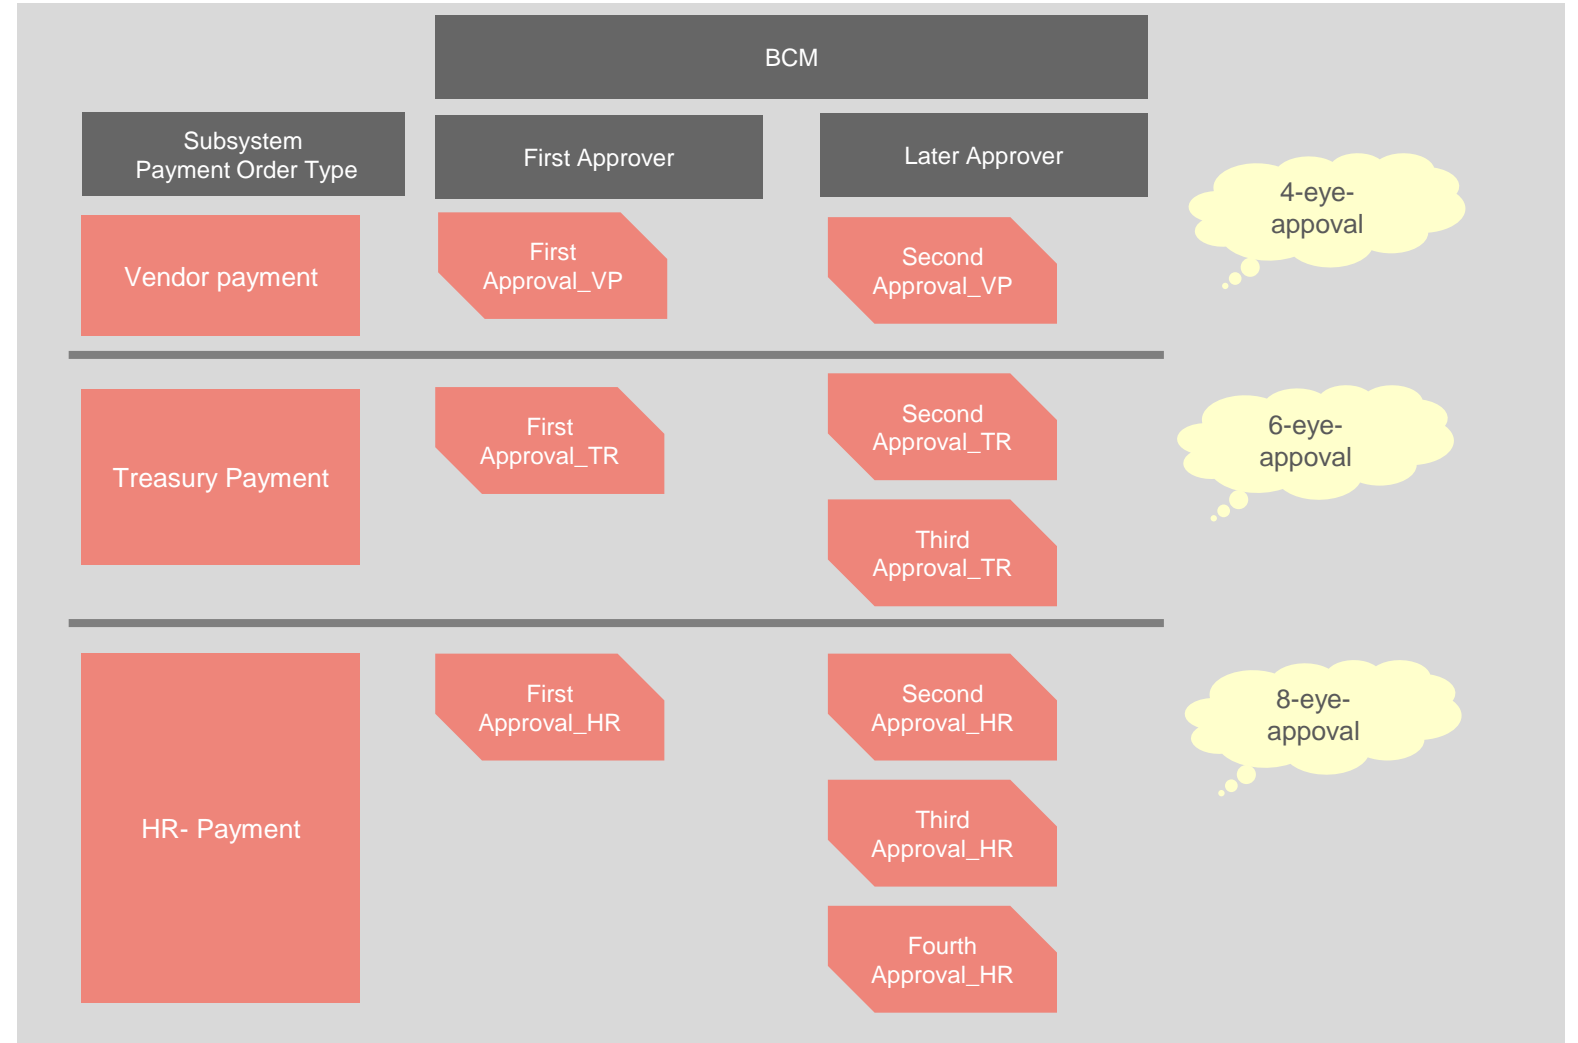 BCM
Subsystem
Payment Order Type
First Approver
Later Approver
4-eye-
appoval
Vendor payment
First
Approval_VP
Second
Approval_VP
Treasury Payment
First
Approval_TR
Second
Approval_TR
6-eye-
appoval
Third
Approval_TR
HR- Payment
First
Approval_HR
Second
Approval_HR
8-eye-
appoval
Third
Approval_HR
Fourth
Approval_HR